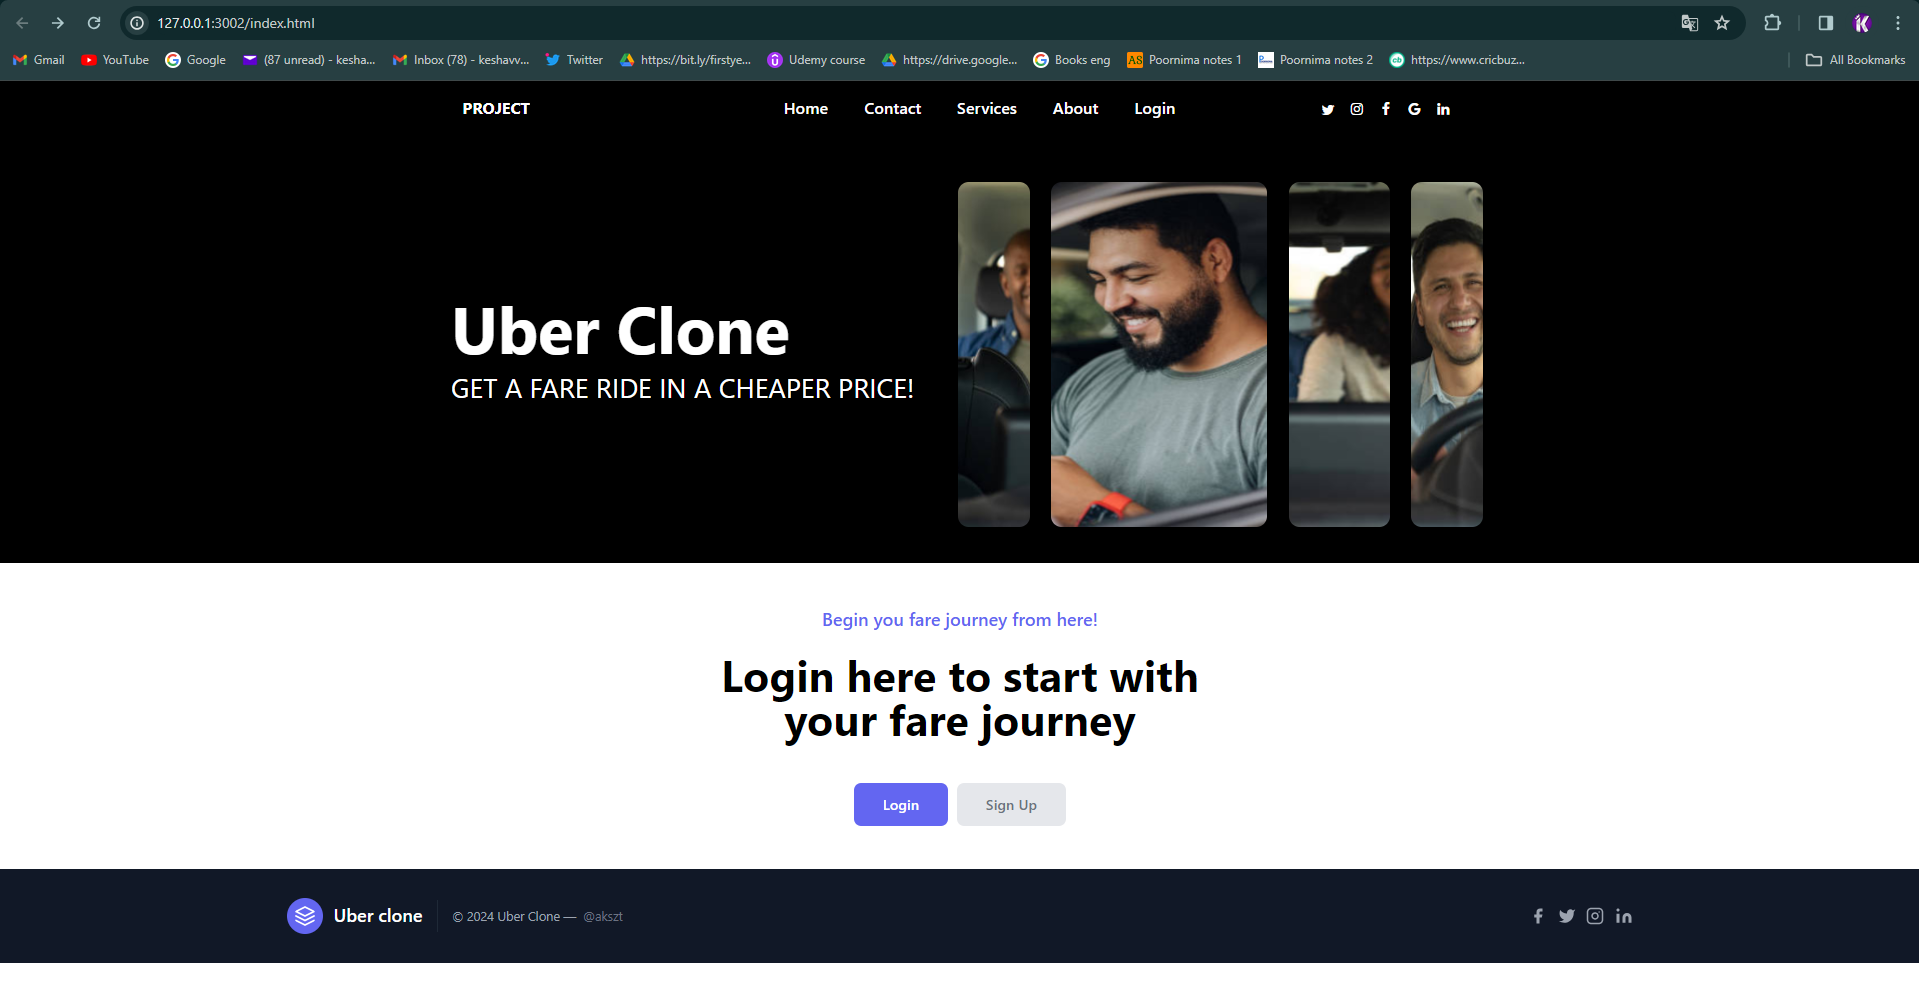 127.0.0.1:3002/index.html
Gmail YouTube Google (87 unread) - kesha... Inbox (78) - keshavv... Twitter https://bit.ly/firstye... Udemy course https://drive.google... Books eng Poornima notes 1 Poornima notes 2 https://www.cricbuz... All Bookmarks
PROJECT Home Contact Services About Login
Uber Clone
GET A FARE RIDE IN A CHEAPER PRICE!
Begin you fare journey from here!
Login here to start with
your fare journey
Login Sign Up
Uber clone © 2024 Uber Clone — @akszt